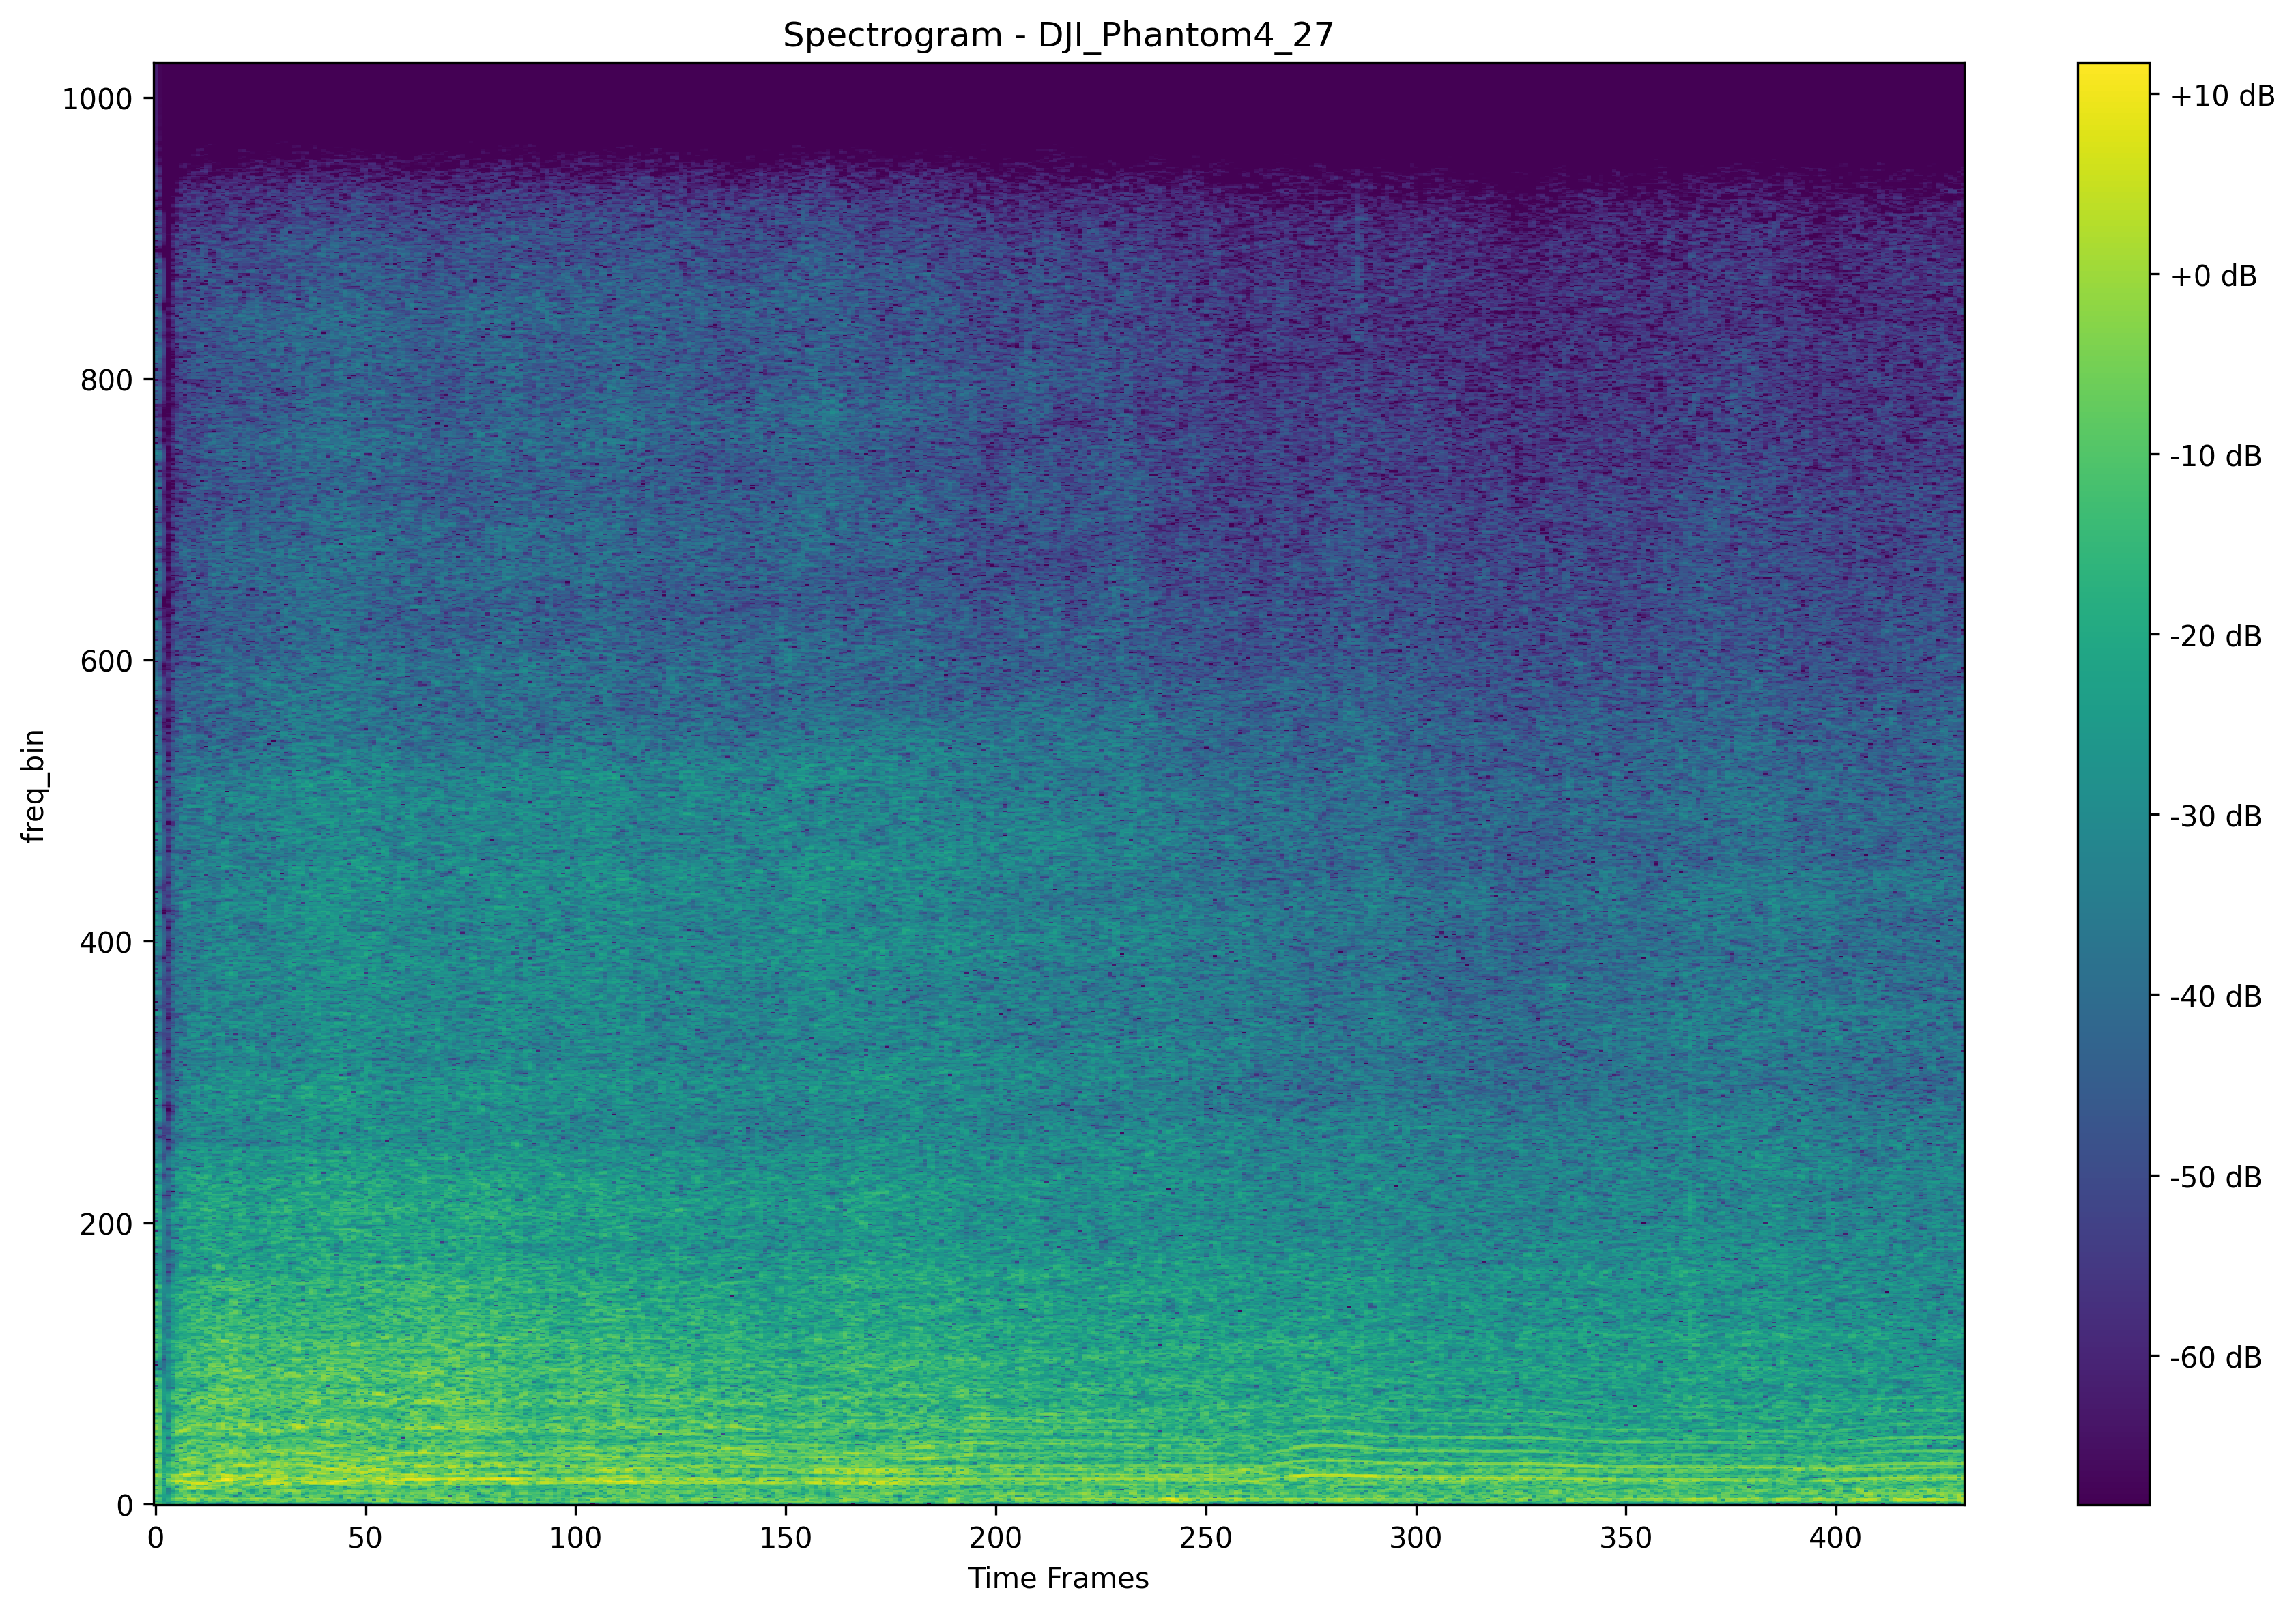 Spectrogram - DJI_Phantom4_27
1000
800
600
400
200
0
freq_bin
0 50 100 150 200 250 300 350 400
Time Frames
+10 dB
+0 dB
-10 dB
-20 dB
-30 dB
-40 dB
-50 dB
-60 dB